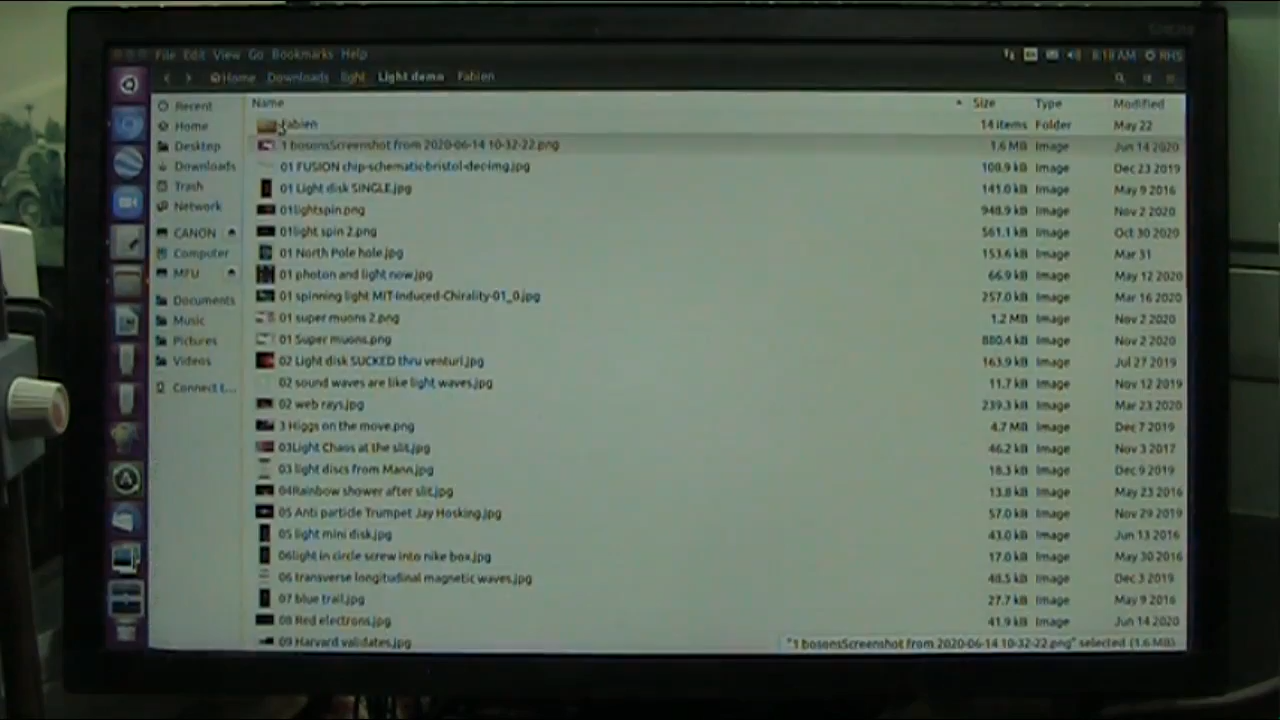 File Edit View Go Bookmarks Help
8:18 AM RHS
Home Downloads light Light demo Fabien
Name Size Type Modified
Recent
Home
Desktop
Downloads
Trash
Network
CANON
Computer
MFU
Documents
Music
Pictures
Videos
Connect t...
Fabien 14 items Folder May 22
1 bosonsScreenshot from 2020-06-14 10-32-22.png 1.6 MB Image Jun 14 2020
01 FUSION chip-schematic-bristol-dec-img.jpg 108.9 kB Image Dec 23 2019
01 Light disk SINGLE.jpg 141.0 kB Image May 9 2016
01lightspin.png 948.9 kB Image Nov 2 2020
01light spin 2.png 561.1 kB Image Oct 30 2020
01 North Pole hole.jpg 153.6 kB Image Mar 31
01 photon and light now.jpg 66.9 kB Image May 12 2020
01 spinning light MIT-Induced-Chirality-01_0.jpg 257.0 kB Image Mar 16 2020
01 super muons 2.png 1.2 MB Image Nov 2 2020
01 Super muons.png 880.4 kB Image Nov 2 2020
02 Light disk SUCKED thru venturi.jpg 163.9 kB Image Jul 27 2019
02 sound waves are like light waves.jpg 11.7 kB Image Nov 12 2019
02 web rays.jpg 239.3 kB Image Mar 23 2020
3 Higgs on the move.png 4.7 MB Image Dec 7 2019
03Light Chaos at the slit.jpg 46.2 kB Image Nov 3 2017
03 light discs from Mann.jpg 18.3 kB Image Dec 9 2019
04Rainbow shower after slit.jpg 13.8 kB Image May 23 2016
05 Anti particle Trumpet Jay Hosking.jpg 57.0 kB Image Nov 29 2019
05 light mini disk.jpg 43.0 kB Image Jun 13 2016
06light in circle screw into nike box.jpg 17.0 kB Image May 30 2016
06 transverse longitudinal magnetic waves.jpg 48.5 kB Image Dec 3 2019
07 blue trail.jpg 27.7 kB Image May 9 2016
08 Red electrons.jpg 41.9 kB Image Jun 14 2020
09 Harvard validates.jpg
"1 bosonsScreenshot from 2020-06-14 10-32-22.png" selected (1.6 MB)